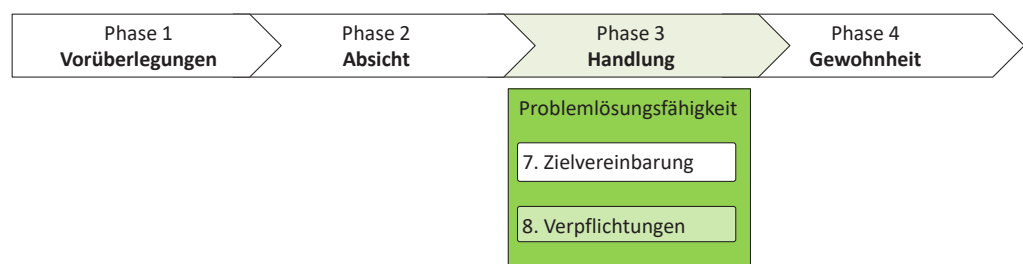 Phase 1
Vorüberlegungen
Phase 2
Absicht
Phase 3
Handlung
Phase 4
Gewohnheit
Problemlösungsfähigkeit
7. Zielvereinbarung
8. Verpflichtungen